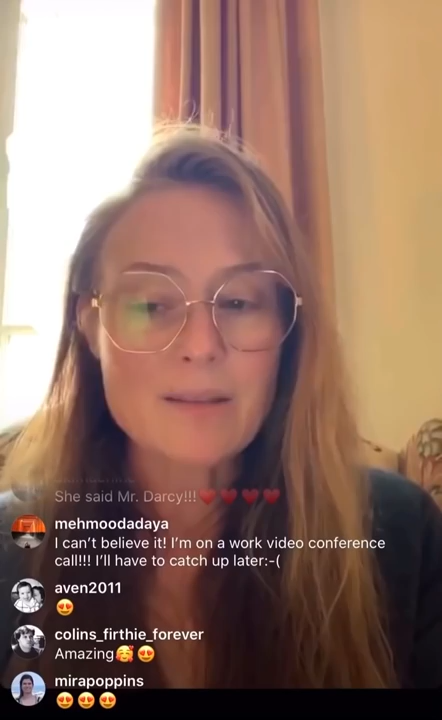 She said Mr. Darcy!!!❤️❤️❤️❤️
mehmoodadaya
I can’t believe it! I’m on a work video conference
call!!! I’ll have to catch up later:-(
aven2011
😍
colins_firthie_forever
Amazing🥰😍
mirapoppins
😍😍😍